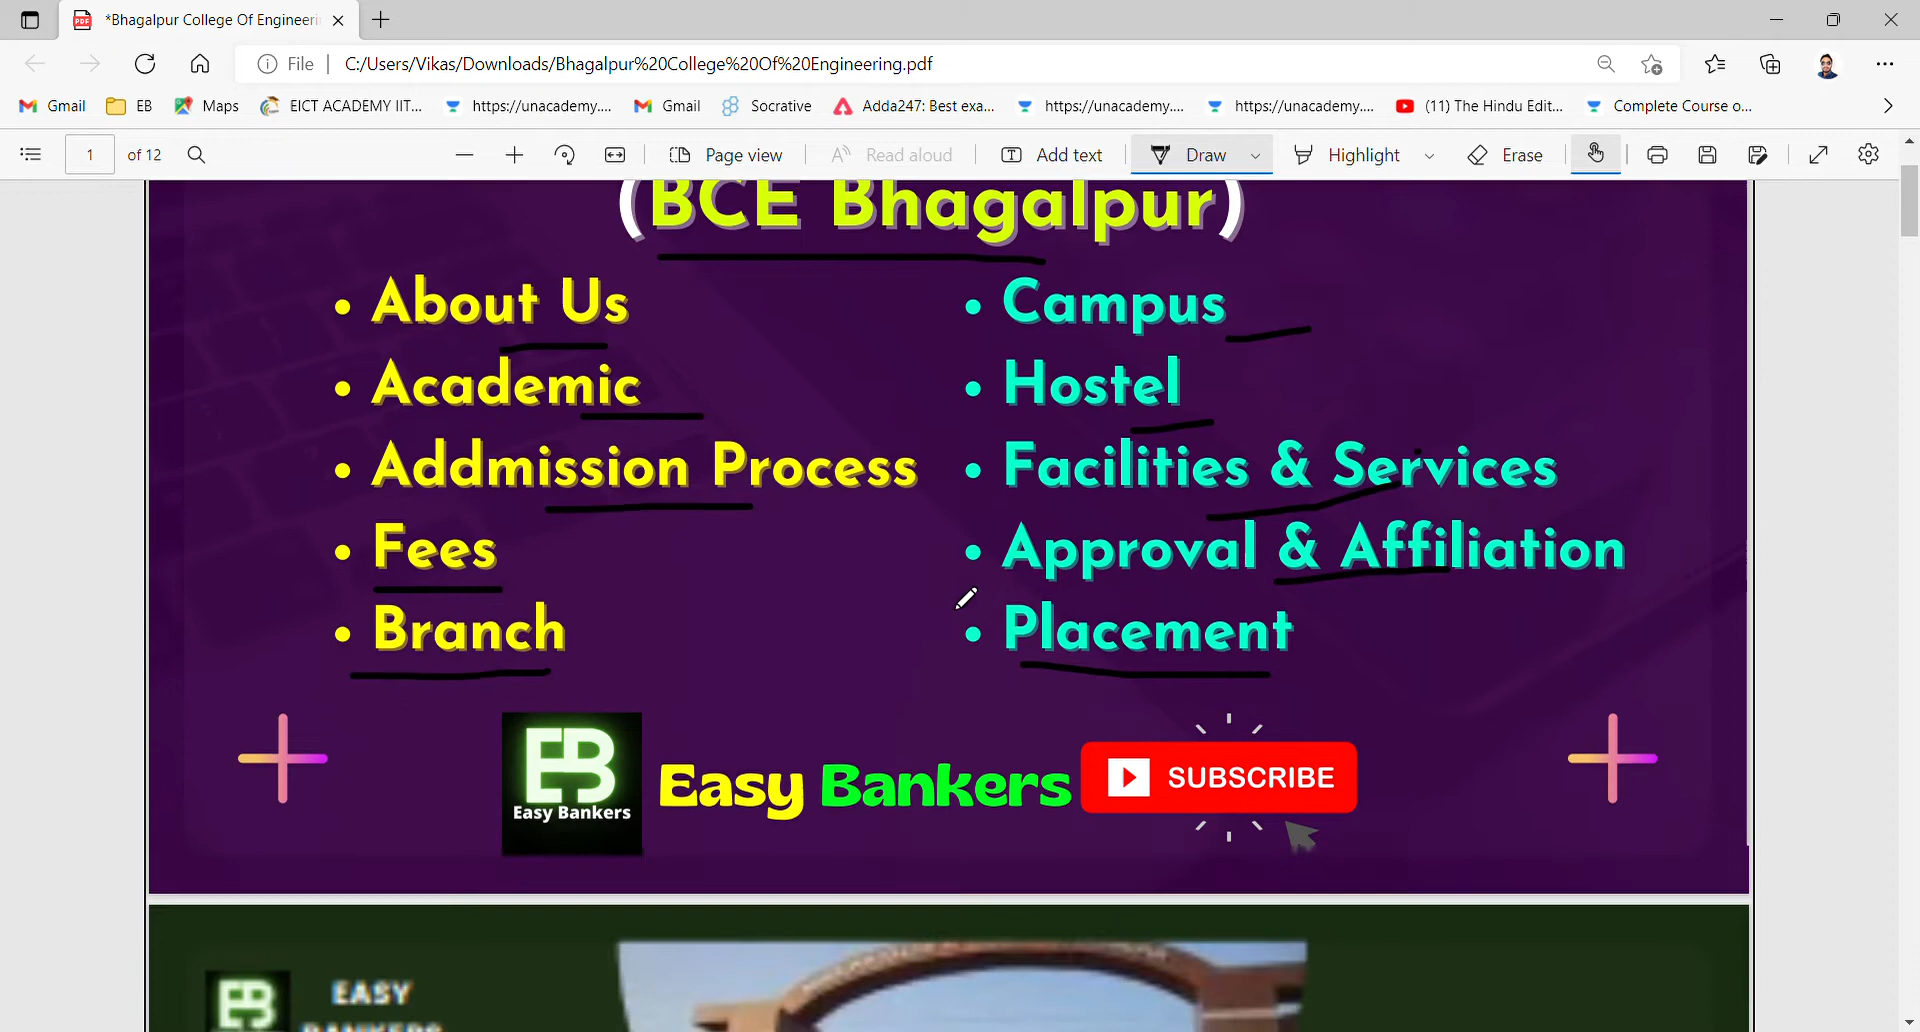 *Bhagalpur College Of Engineeri
File C:/Users/Vikas/Downloads/Bhagalpur%20College%20Of%20Engineering.pdf
Gmail EB Maps EICT ACADEMY IIT... https://unacademy.... Gmail Socrative Adda247: Best exa... https://unacademy.... https://unacademy.... (11) The Hindu Edit... Complete Course o...
1 of 12 Page view Read aloud Add text Draw Highlight Erase
(BCE Bhagalpur)
• About Us
• Academic
• Addmission Process
• Fees
• Branch
• Campus
• Hostel
• Facilities & Services
• Approval & Affiliation
• Placement
EB
Easy Bankers
Easy Bankers
SUBSCRIBE
EB
EASY
BANKERS